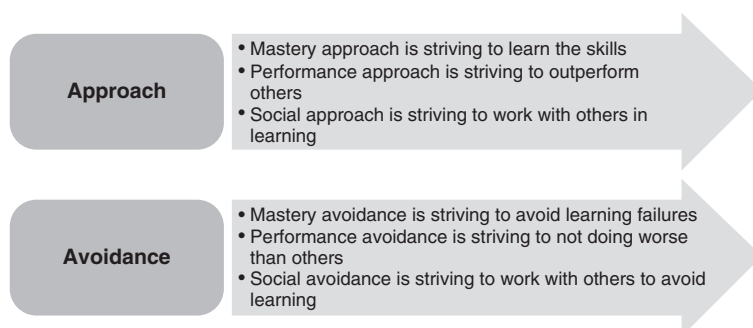 Approach
• Mastery approach is striving to learn the skills
• Performance approach is striving to outperform
others
• Social approach is striving to work with others in
learning
Avoidance
• Mastery avoidance is striving to avoid learning failures
• Performance avoidance is striving to not doing worse
than others
• Social avoidance is striving to work with others to avoid
learning